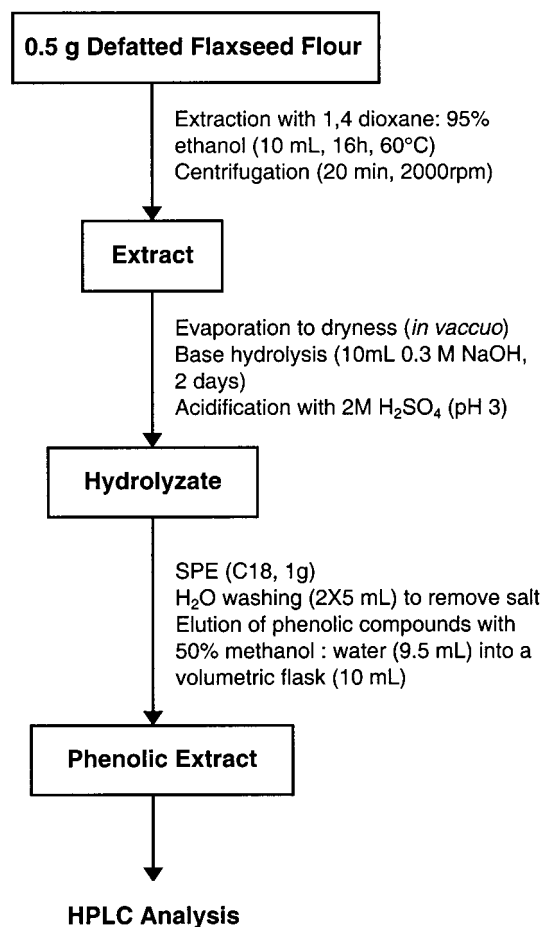 0.5 g Defatted Flaxseed Flour
Extraction with 1,4 dioxane: 95%
ethanol (10 mL, 16h, 60°C)
Centrifugation (20 min, 2000rpm)
Extract
Evaporation to dryness (in vaccuo)
Base hydrolysis (10mL 0.3 M NaOH,
2 days)
Acidification with 2M H₂SO₄ (pH 3)
Hydrolyzate
SPE (C18, 1g)
H₂O washing (2X5 mL) to remove salt
Elution of phenolic compounds with
50% methanol : water (9.5 mL) into a
volumetric flask (10 mL)
Phenolic Extract
HPLC Analysis